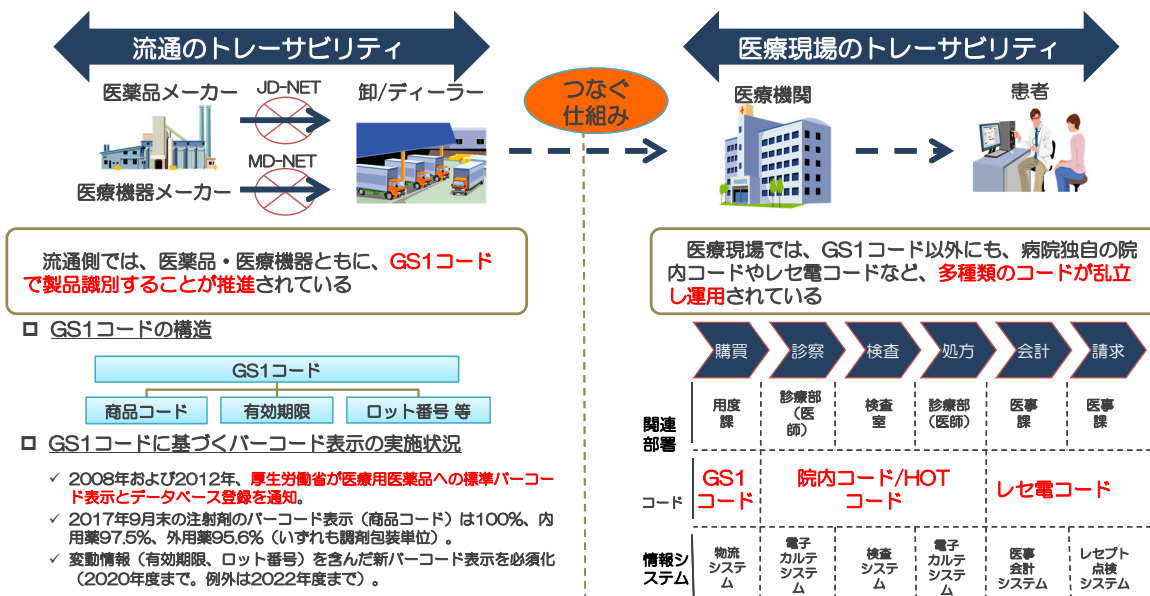 流通のトレーサビリティ
医療現場のトレーサビリティ
つなぐ
仕組み
医薬品メーカー
JD-NET
卸/ディーラー
MD-NET
医療機器メーカー
医療機関
患者
流通側では、医薬品・医療機器ともに、GS1コード
で製品識別することが推進されている
医療現場では、GS1コード以外にも、病院独自の院
内コードやレセ電コードなど、多種類のコードが乱立
し運用されている
GS1コードの構造
GS1コード
商品コード
有効期限
ロット番号 等
GS1コードに基づくバーコード表示の実施状況
✓ 2008年および2012年、厚生労働省が医療用医薬品への標準バーコー
ド表示とデータベース登録を通知。
✓ 2017年9月末の注射剤のバーコード表示（商品コード）は100%、内
用薬97.5%、外用薬95.6%（いずれも調剤包装単位）。
✓ 変動情報（有効期限、ロット番号）を含んだ新バーコード表示を必須化
（2020年度まで。例外は2022年度まで）。
購買
診察
検査
処方
会計
請求
関連
部署
用度
課
診療部
（医
師）
検査
室
診療部
（医師）
医事
課
医事
課
コード
GS1
コード
院内コード/HOT
コード
レセ電コード
情報シ
ステム
物流
システ
ム
電子
カルテ
システ
ム
検査
システ
ム
電子
カルテ
システ
ム
医事
会計
システム
レセプト
点検
システム